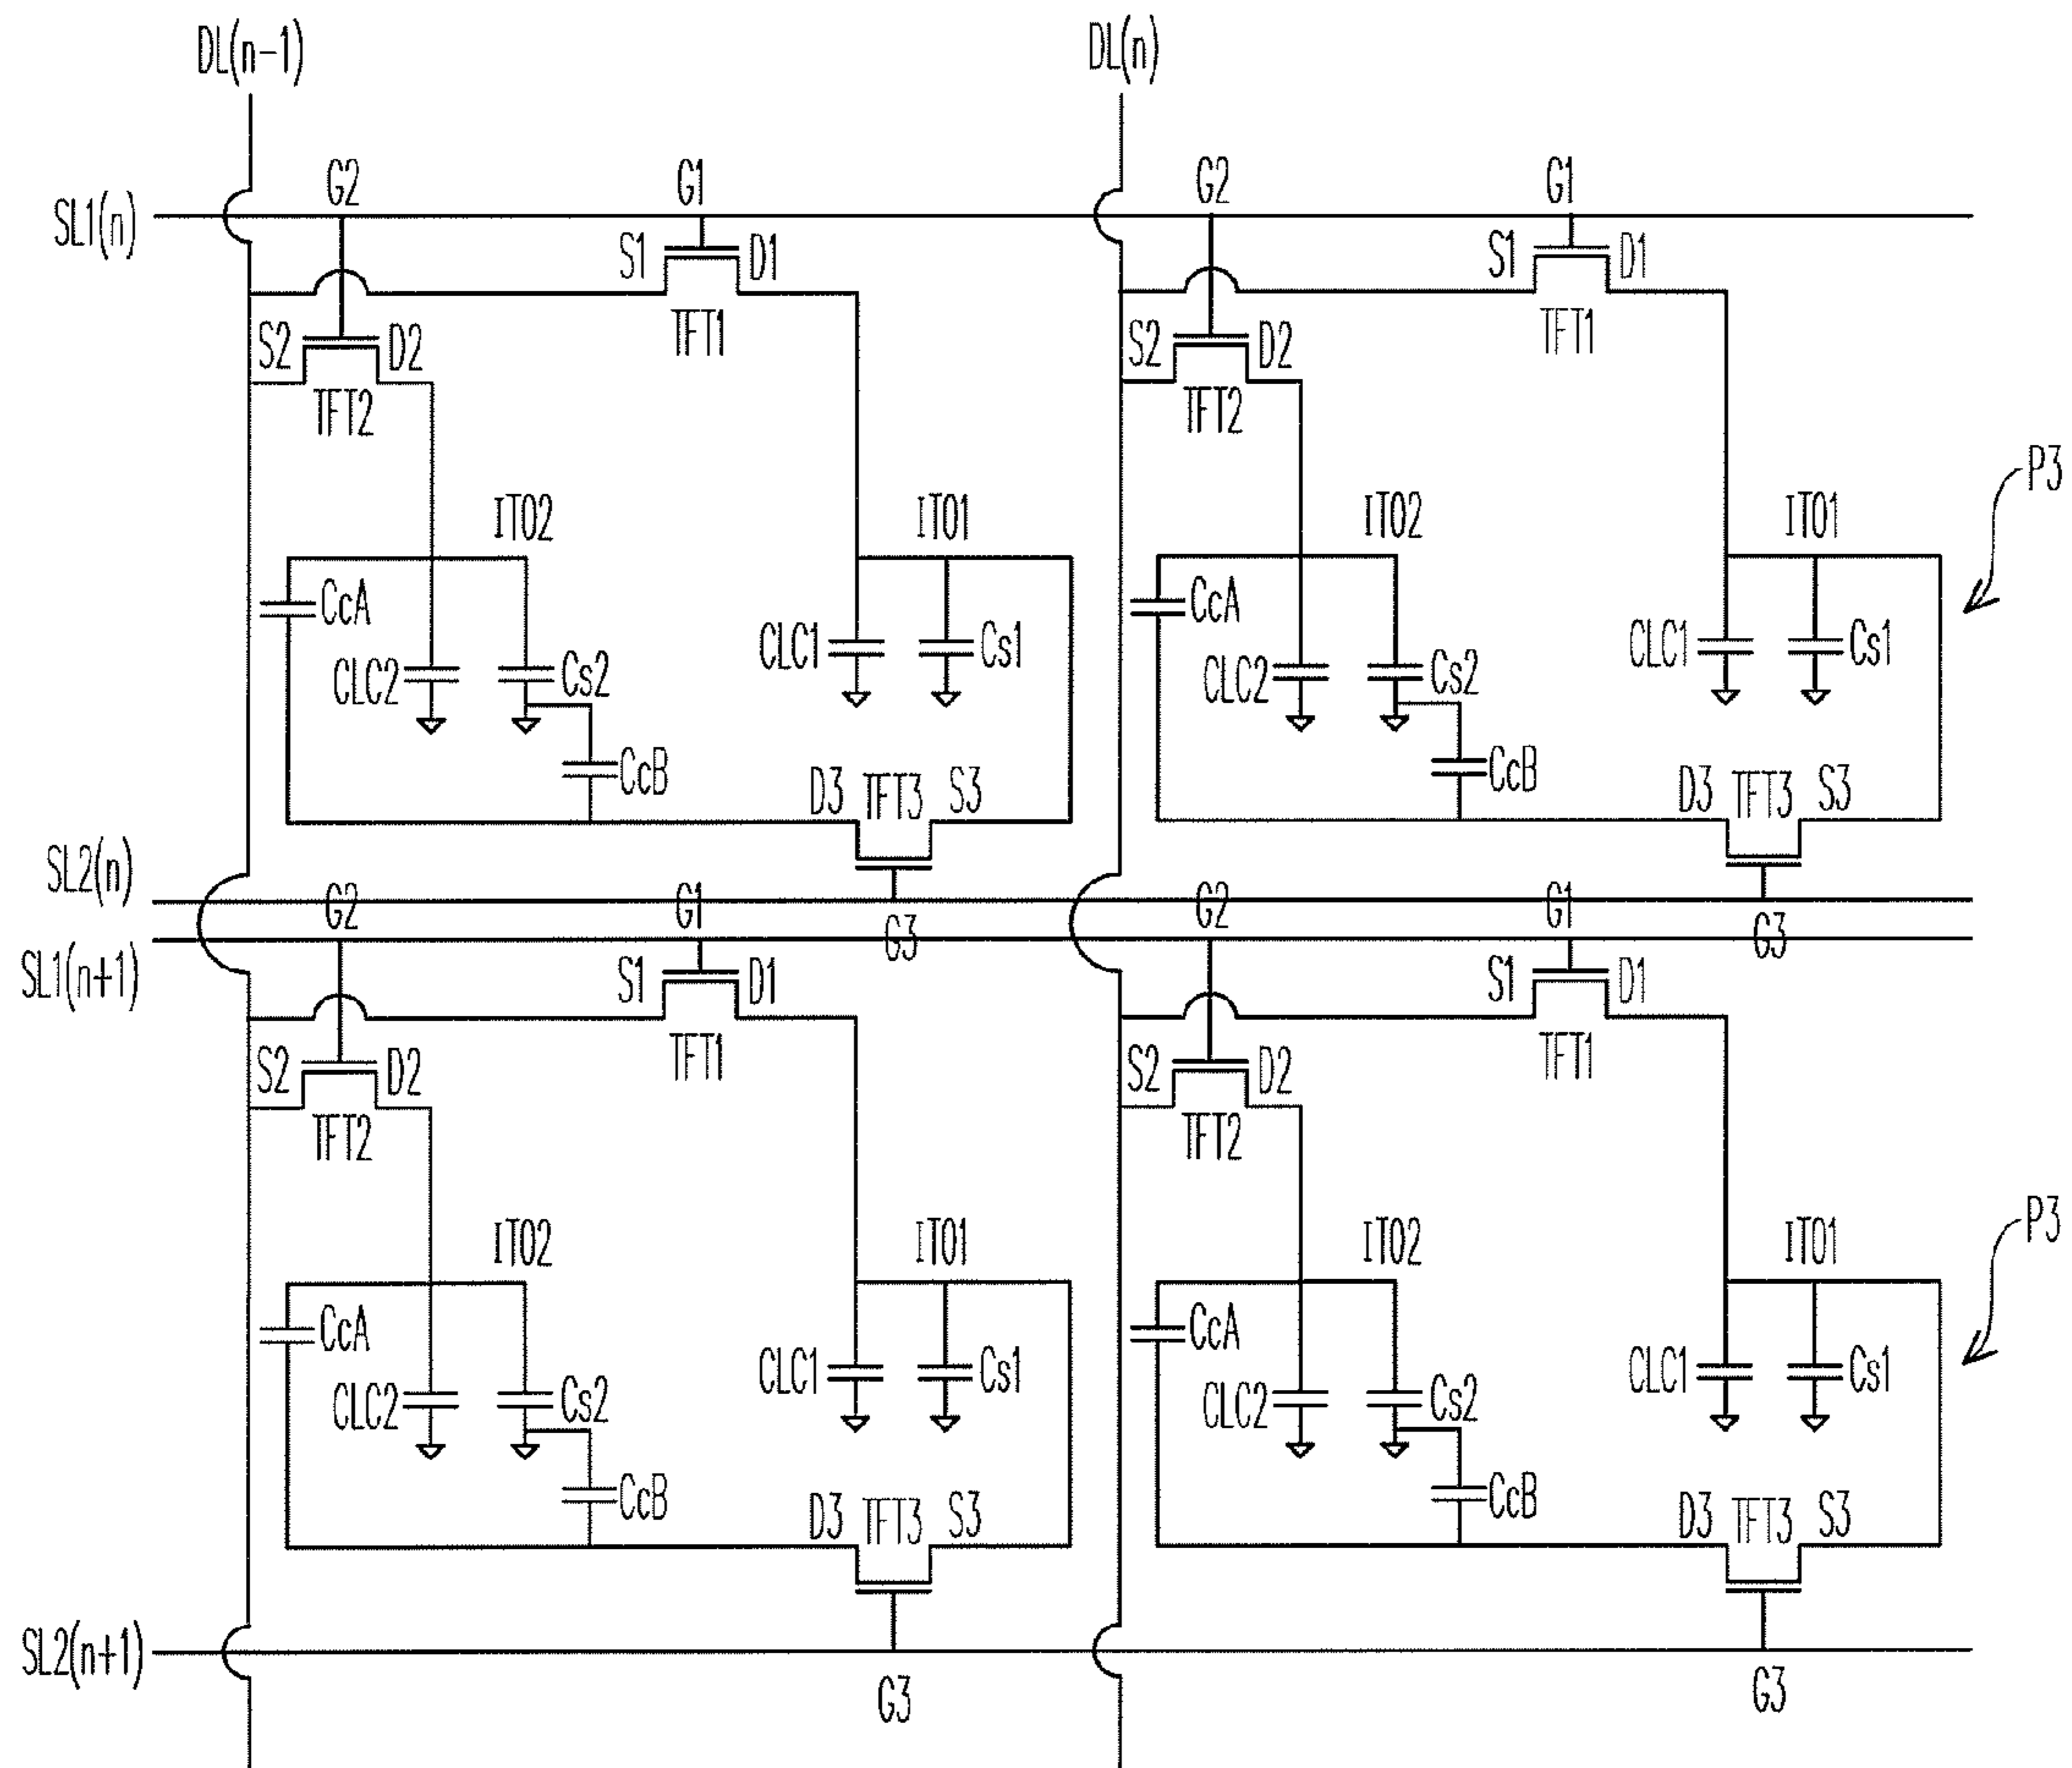 DL(n-1) DL(n)
G2 G1 G2 G1
SL1(n)
S1 D1 S1 D1
TFT1 TFT1
S2 D2 S2 D2
TFT2 TFT2
P3
ITO2 ITO1 ITO2 ITO1
CcA CcA
CLC1 Cs1 CLC1 Cs1
CLC2 Cs2 CLC2 Cs2
CcB D3 TFT3 S3 CcB D3 TFT3 S3
SL2(n)
G2 G1 G2 G1
G3 G3
SL1(n+1)
S1 D1 S1 D1
TFT1 TFT1
S2 D2 S2 D2
TFT2 TFT2
P3
ITO2 ITO1 ITO2 ITO1
CcA CcA
CLC1 Cs1 CLC1 Cs1
CLC2 Cs2 CLC2 Cs2
CcB D3 TFT3 S3 CcB D3 TFT3 S3
SL2(n+1)
G3 G3